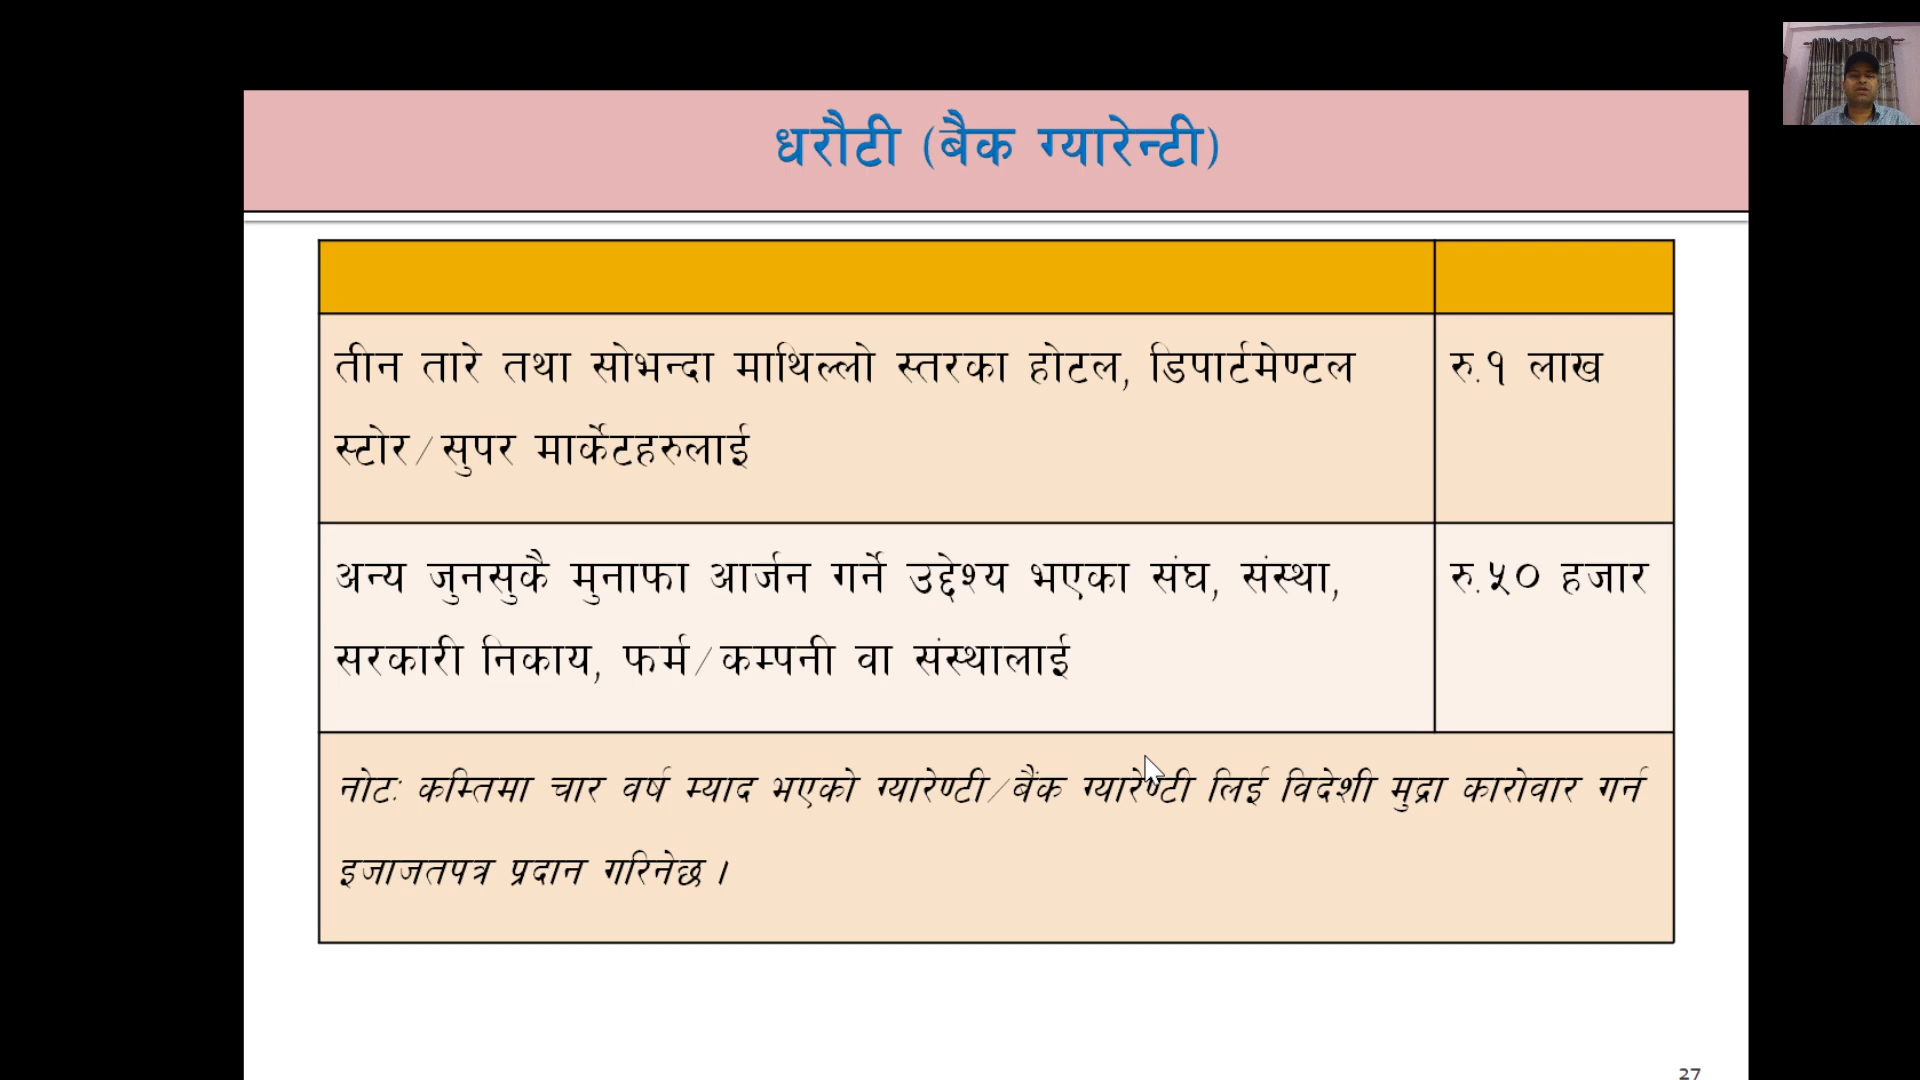 धरौटी (बैक ग्यारेन्टी)
तीन तारे तथा सोभन्दा माथिल्लो स्तरका होटल, डिपार्टमेण्टल
स्टोर/सुपर मार्केटहरुलाई
रु.१ लाख
अन्य जुनसुकै मुनाफा आर्जन गर्ने उद्देश्य भएका संघ, संस्था,
सरकारी निकाय, फर्म/कम्पनी वा संस्थालाई
रु.५० हजार
नोटः कम्तिमा चार वर्ष म्याद भएको ग्यारेण्टी/बैंक ग्यारेण्टी लिई विदेशी मुद्रा कारोवार गर्न
इजाजतपत्र प्रदान गरिनेछ ।
27